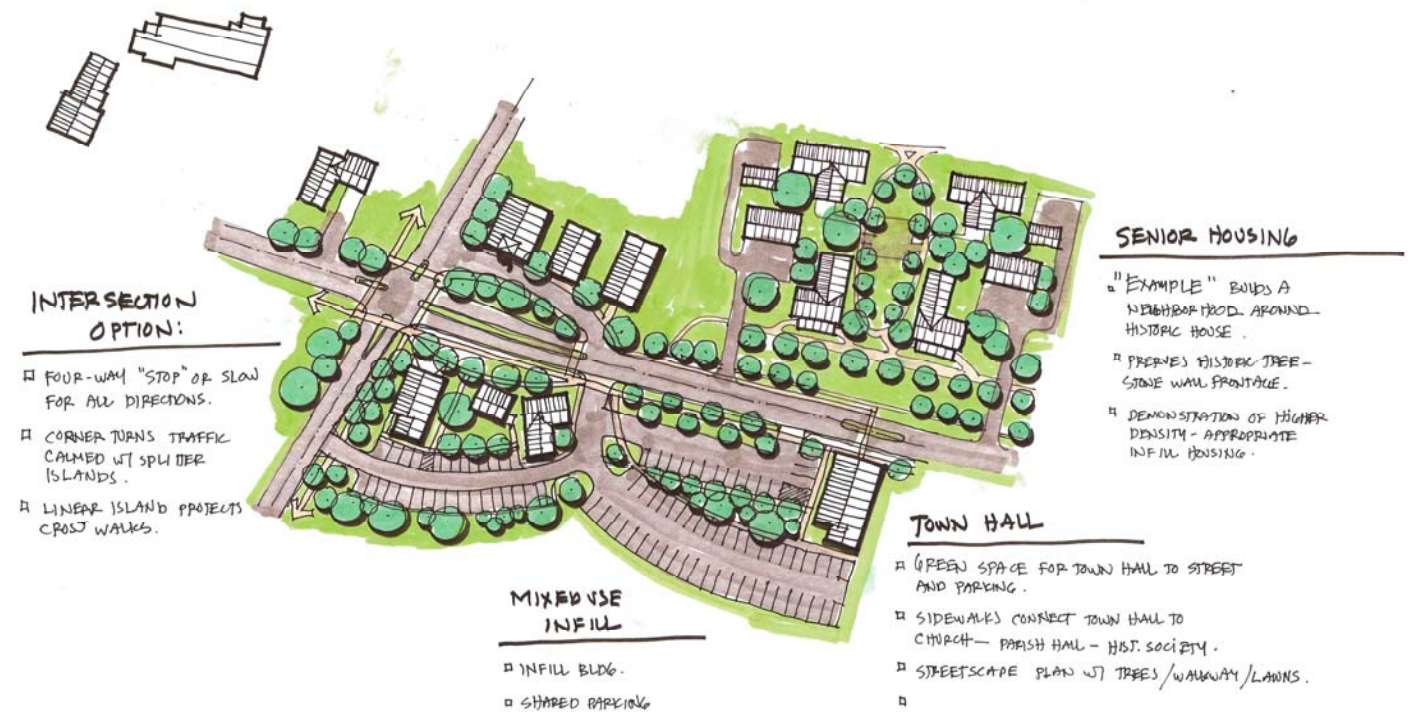 INTERSECTION
OPTION:
FOUR-WAY "STOP" OR SLOW
FOR ALL DIRECTIONS.
CORNER TURNS TRAFFIC
CALMED W/ SPLITTER
ISLANDS.
LINEAR ISLAND PROTECTS
CROSS WALKS.
MIXED USE
INFILL
INFILL BLDG.
SHARED PARKING
SENIOR HOUSING
"EXAMPLE" BUILDS A
NEIGHBORHOOD AROUND
HISTORIC HOUSE.
PRERVES HISTORIC TREE-
STONE WALL FRONTAGE.
DEMONSTRATION OF HIGHER
DENSITY - APPROPRIATE
INFILL HOUSING.
TOWN HALL
GREEN SPACE FOR TOWN HALL TO STREET
AND PARKING.
SIDEWALKS CONNECT TOWN HALL TO
CHURCH - PARISH HALL - HIST. SOCIETY.
STREETSCAPE PLAN W/ TREES/WALKWAY/LAWNS.